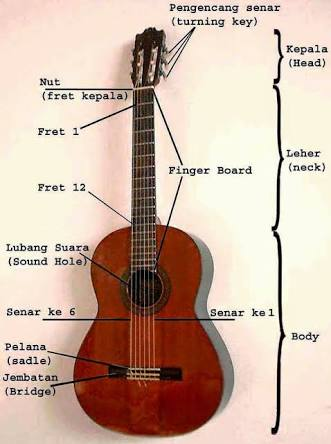 Pengencang senar
(turning key)
Kepala
(Head)
Nut
(fret kepala)
Fret 1
Leher
(neck)
Finger Board
Fret 12
Lubang Suara
(Sound Hole)
Senar ke 6
Senar ke 1
Body
Pelana
(sadle)
Jembatan
(Bridge)